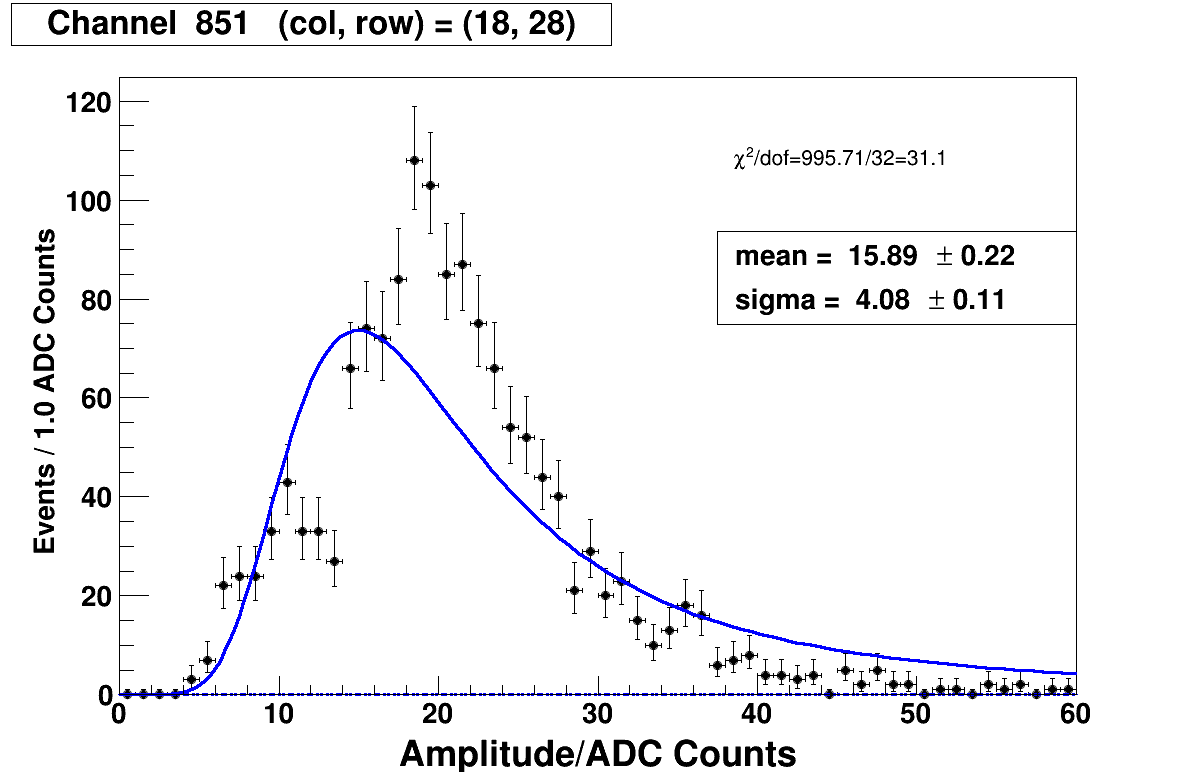 Channel 851 (col, row) = (18, 28)
120
100
80
60
40
20
0
Events / 1.0 ADC Counts
χ²/dof=995.71/32=31.1
mean = 15.89 ± 0.22
sigma = 4.08 ± 0.11
0 10 20 30 40 50 60
Amplitude/ADC Counts